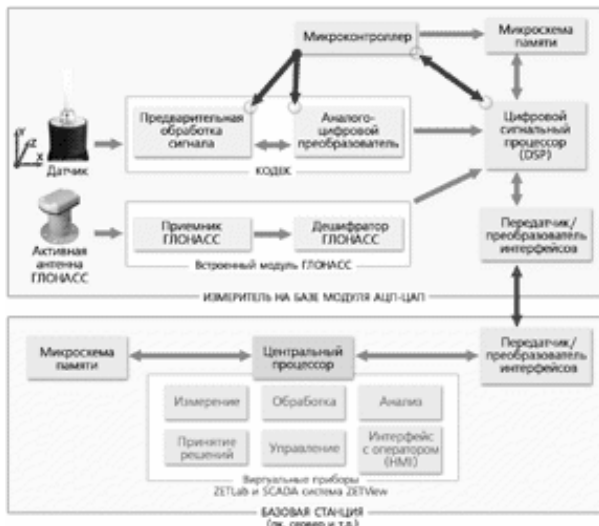 Микроконтроллер
Микросхема
памяти
Предварительная
обработка
сигнала
Аналого-
цифровой
преобразователь
Цифровой
сигнальный
процессор
(DSP)
Y
Z
X
Датчик
КОДЕК
Активная
антенна
ГЛОНАСС
Приемник
ГЛОНАСС
Дешифратор
ГЛОНАСС
Встроенный модуль ГЛОНАСС
Передатчик/
преобразователь
интерфейсов
ИЗМЕРИТЕЛЬ НА БАЗЕ МОДУЛЯ АЦП-ЦАП
Микросхема
памяти
Центральный
процессор
Передатчик/
преобразователь
интерфейсов
Измерение
Обработка
Анализ
Принятие
решений
Управление
Интерфейс
с оператором
(HMI)
Виртуальные приборы
ZETLab и SCADA система ZETView
БАЗОВАЯ СТАНЦИЯ
(пк, сервер и т.п.)